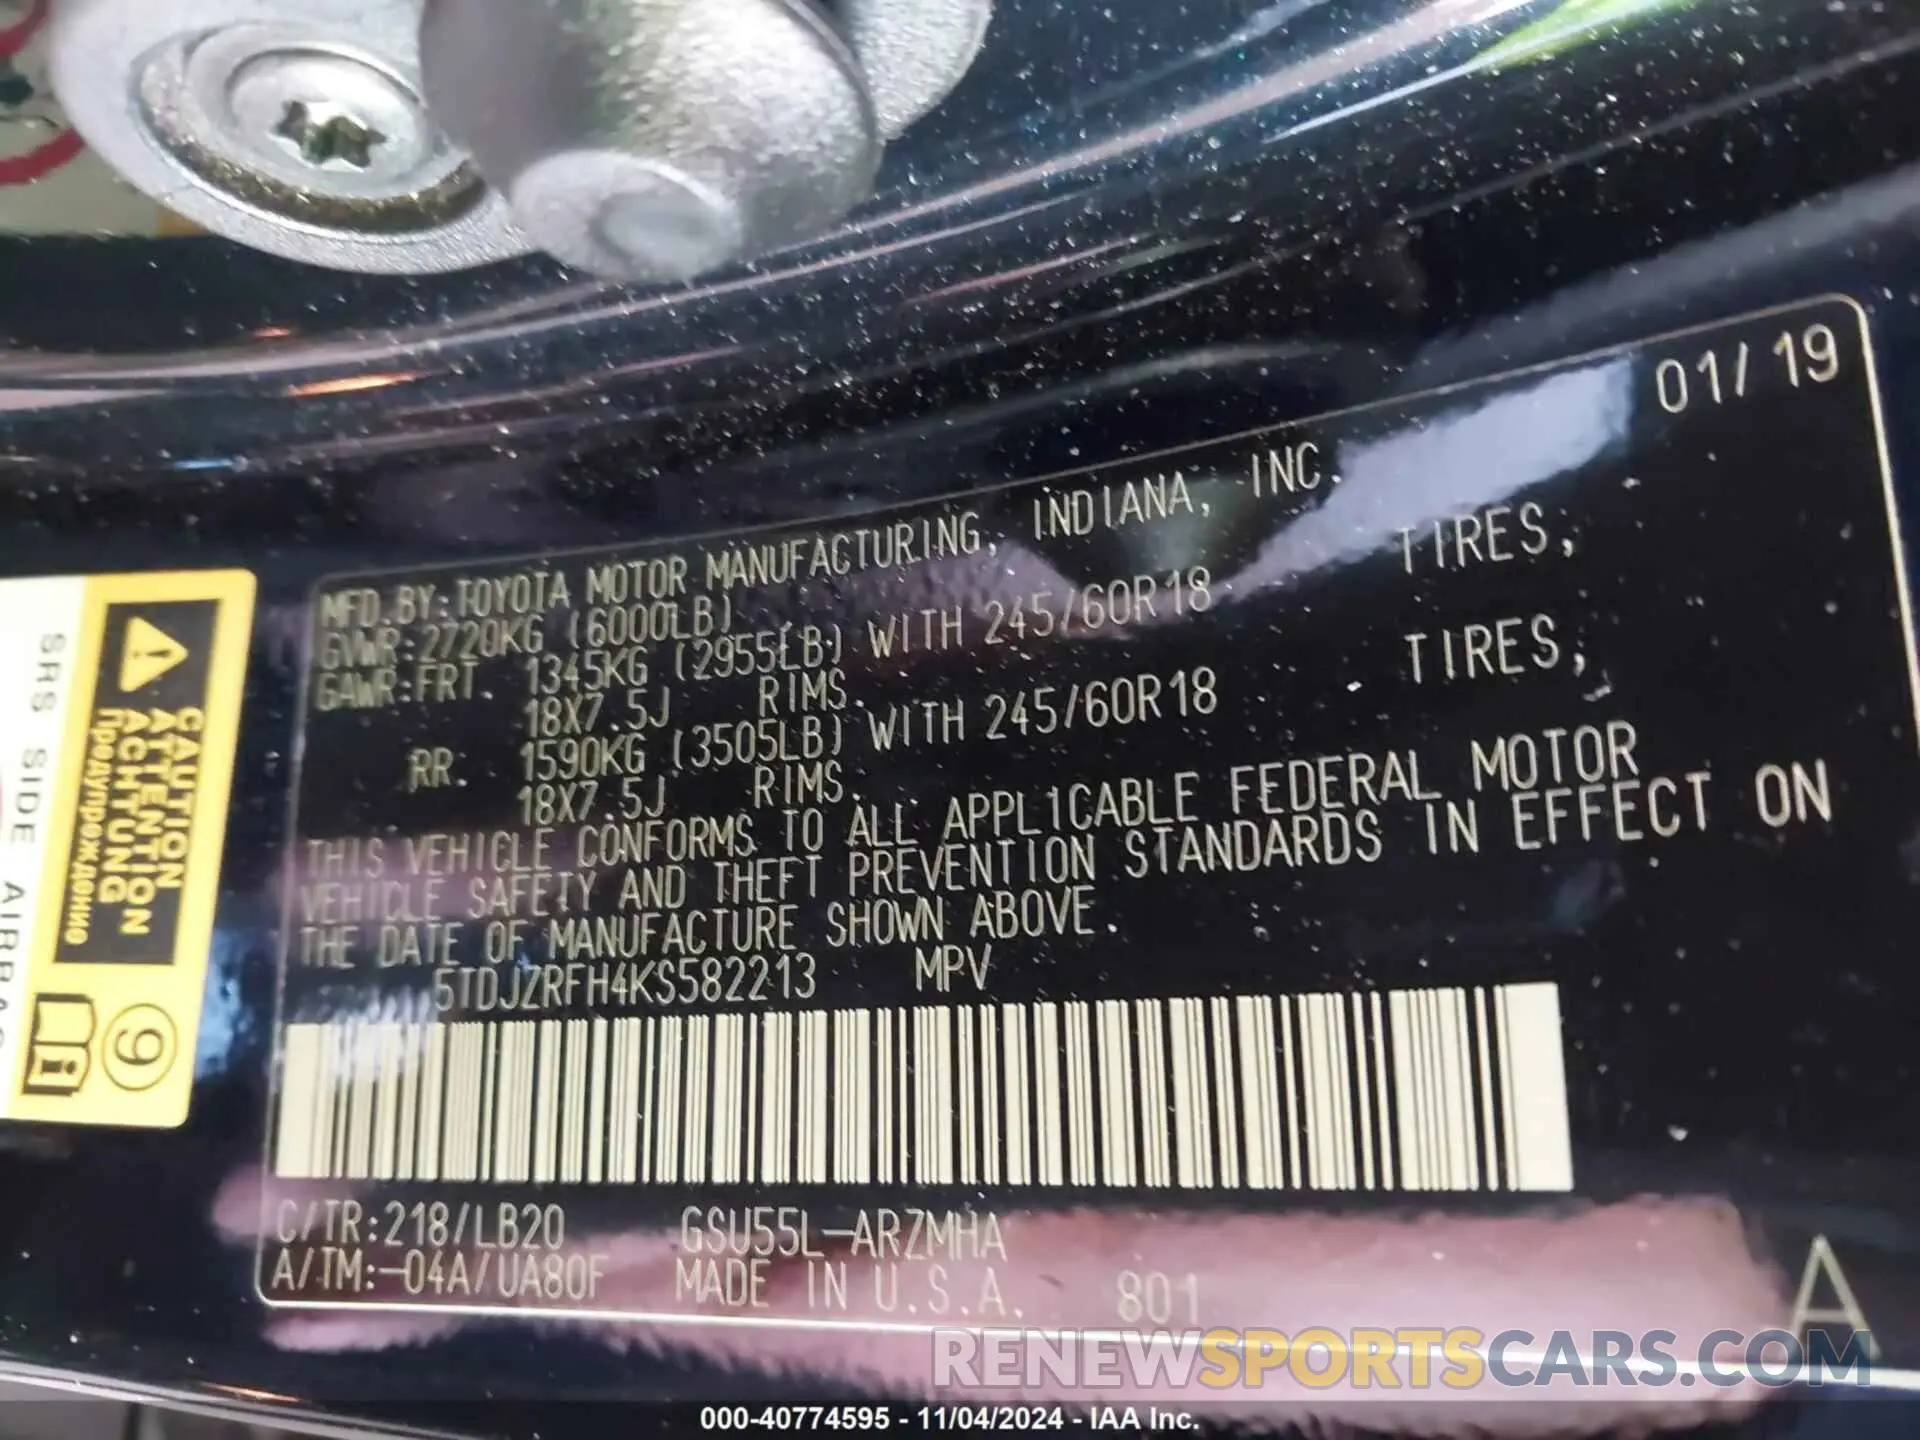 01/19
MFD.BY:TOYOTA MOTOR MANUFACTURING, INDIANA, INC.
GVWR:2720KG (6000LB)
GAWR:FRT. 1345KG (2955LB) WITH 245/60R18 TIRES,
18X7.5J RIMS.
RR. 1590KG (3505LB) WITH 245/60R18 TIRES,
18X7.5J RIMS.
THIS VEHICLE CONFORMS TO ALL APPLICABLE FEDERAL MOTOR
VEHICLE SAFETY AND THEFT PREVENTION STANDARDS IN EFFECT ON
THE DATE OF MANUFACTURE SHOWN ABOVE.
5TDJZRFH4KS582213 MPV
C/TR:218/LB20 GSU55L-ARZMHA
A/TM:-04A/UA80F MADE IN U.S.A. 801
A
CAUTION
ATTENTION
ACHTUNG
Предупреждение
SRS SIDE AIRBAG
9
i
RENEWSPORTSCARS.COM
000-40774595 - 11/04/2024 - IAA Inc.